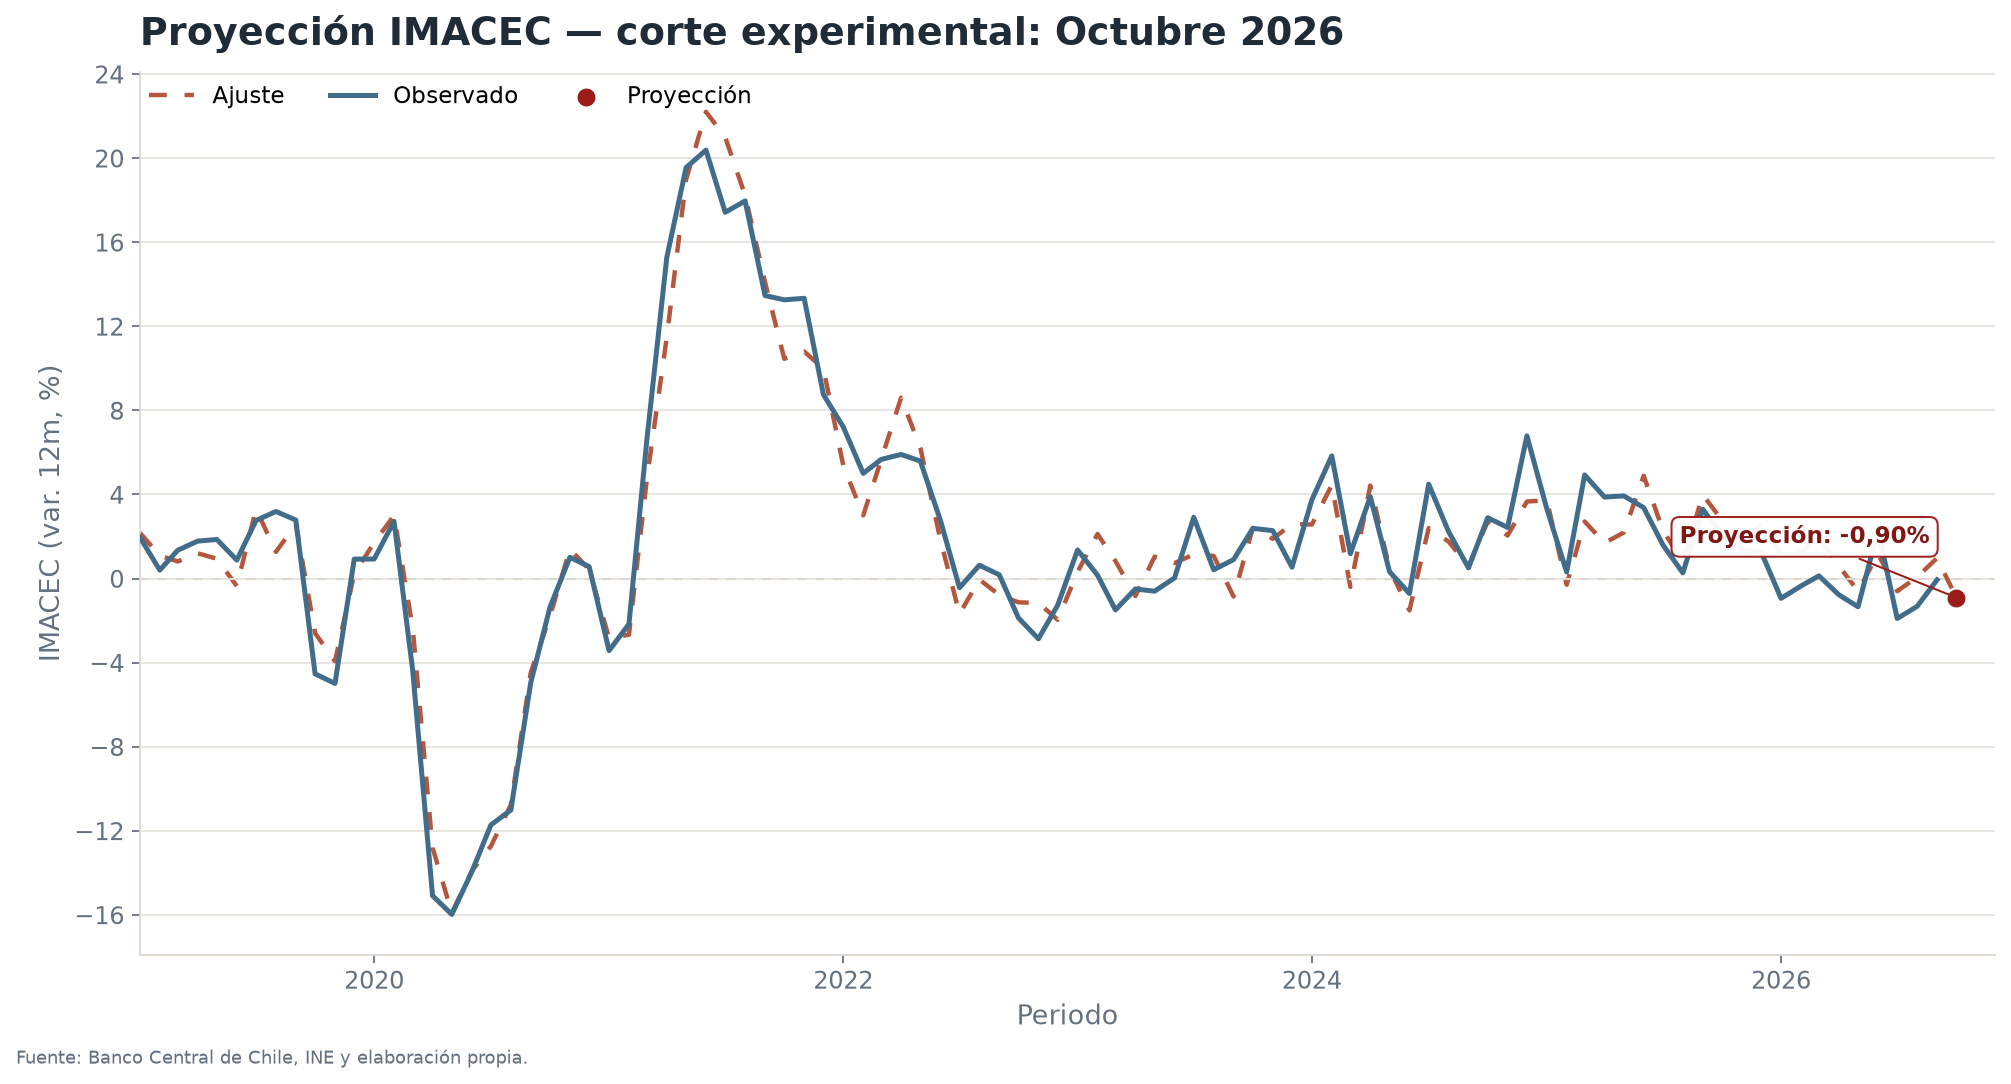 Proyección IMACEC — corte experimental: Octubre 2026
Ajuste
Observado
Proyección
IMACEC (var. 12m, %)
24
20
16
12
8
4
0
−4
−8
−12
−16
Proyección: -0,90%
2020
2022
2024
2026
Periodo
Fuente: Banco Central de Chile, INE y elaboración propia.